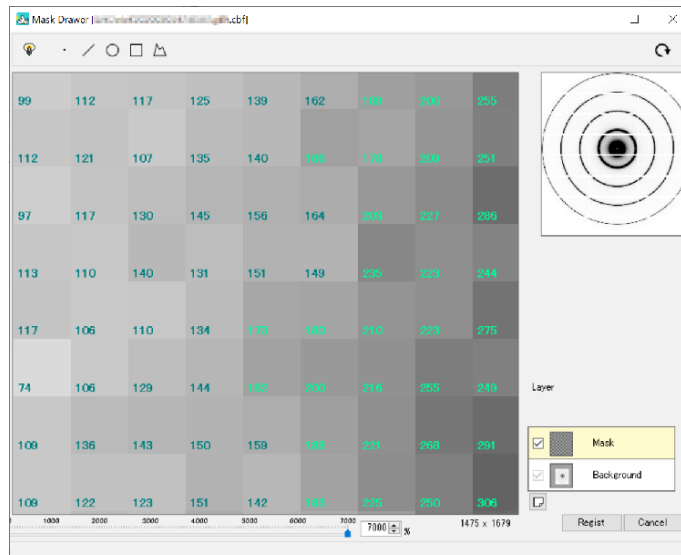 Mask Drawer [
.cbf]
99 112 117 125 139 162 200 255
112 121 107 135 140 178 209 251
97 117 130 145 156 164 203 227 286
113 110 140 131 151 149 235 223 244
117 106 110 134 173 210 223 275
74 106 129 144 200 216 255 249
Layer
109 136 143 150 159 221 268 291
Mask
Background
109 122 123 151 142 225 250 306
1000 2000 3000 4000 5000 6000 7000
7000 %
1475 x 1679
Regist
Cancel